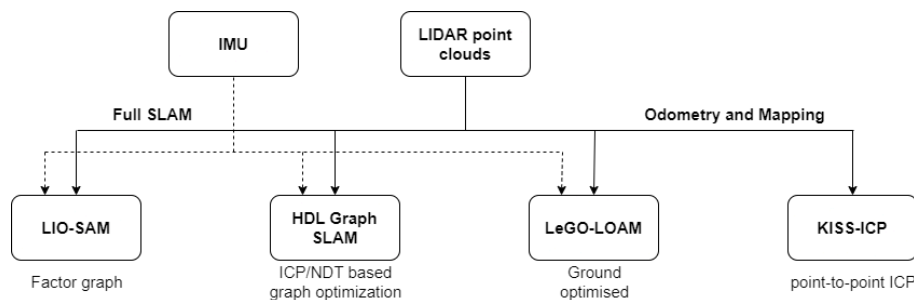 IMU
LIDAR point
clouds
Full SLAM
Odometry and Mapping
LIO-SAM
HDL Graph
SLAM
LeGO-LOAM
KISS-ICP
Factor graph
ICP/NDT based
graph optimization
Ground
optimised
point-to-point ICP